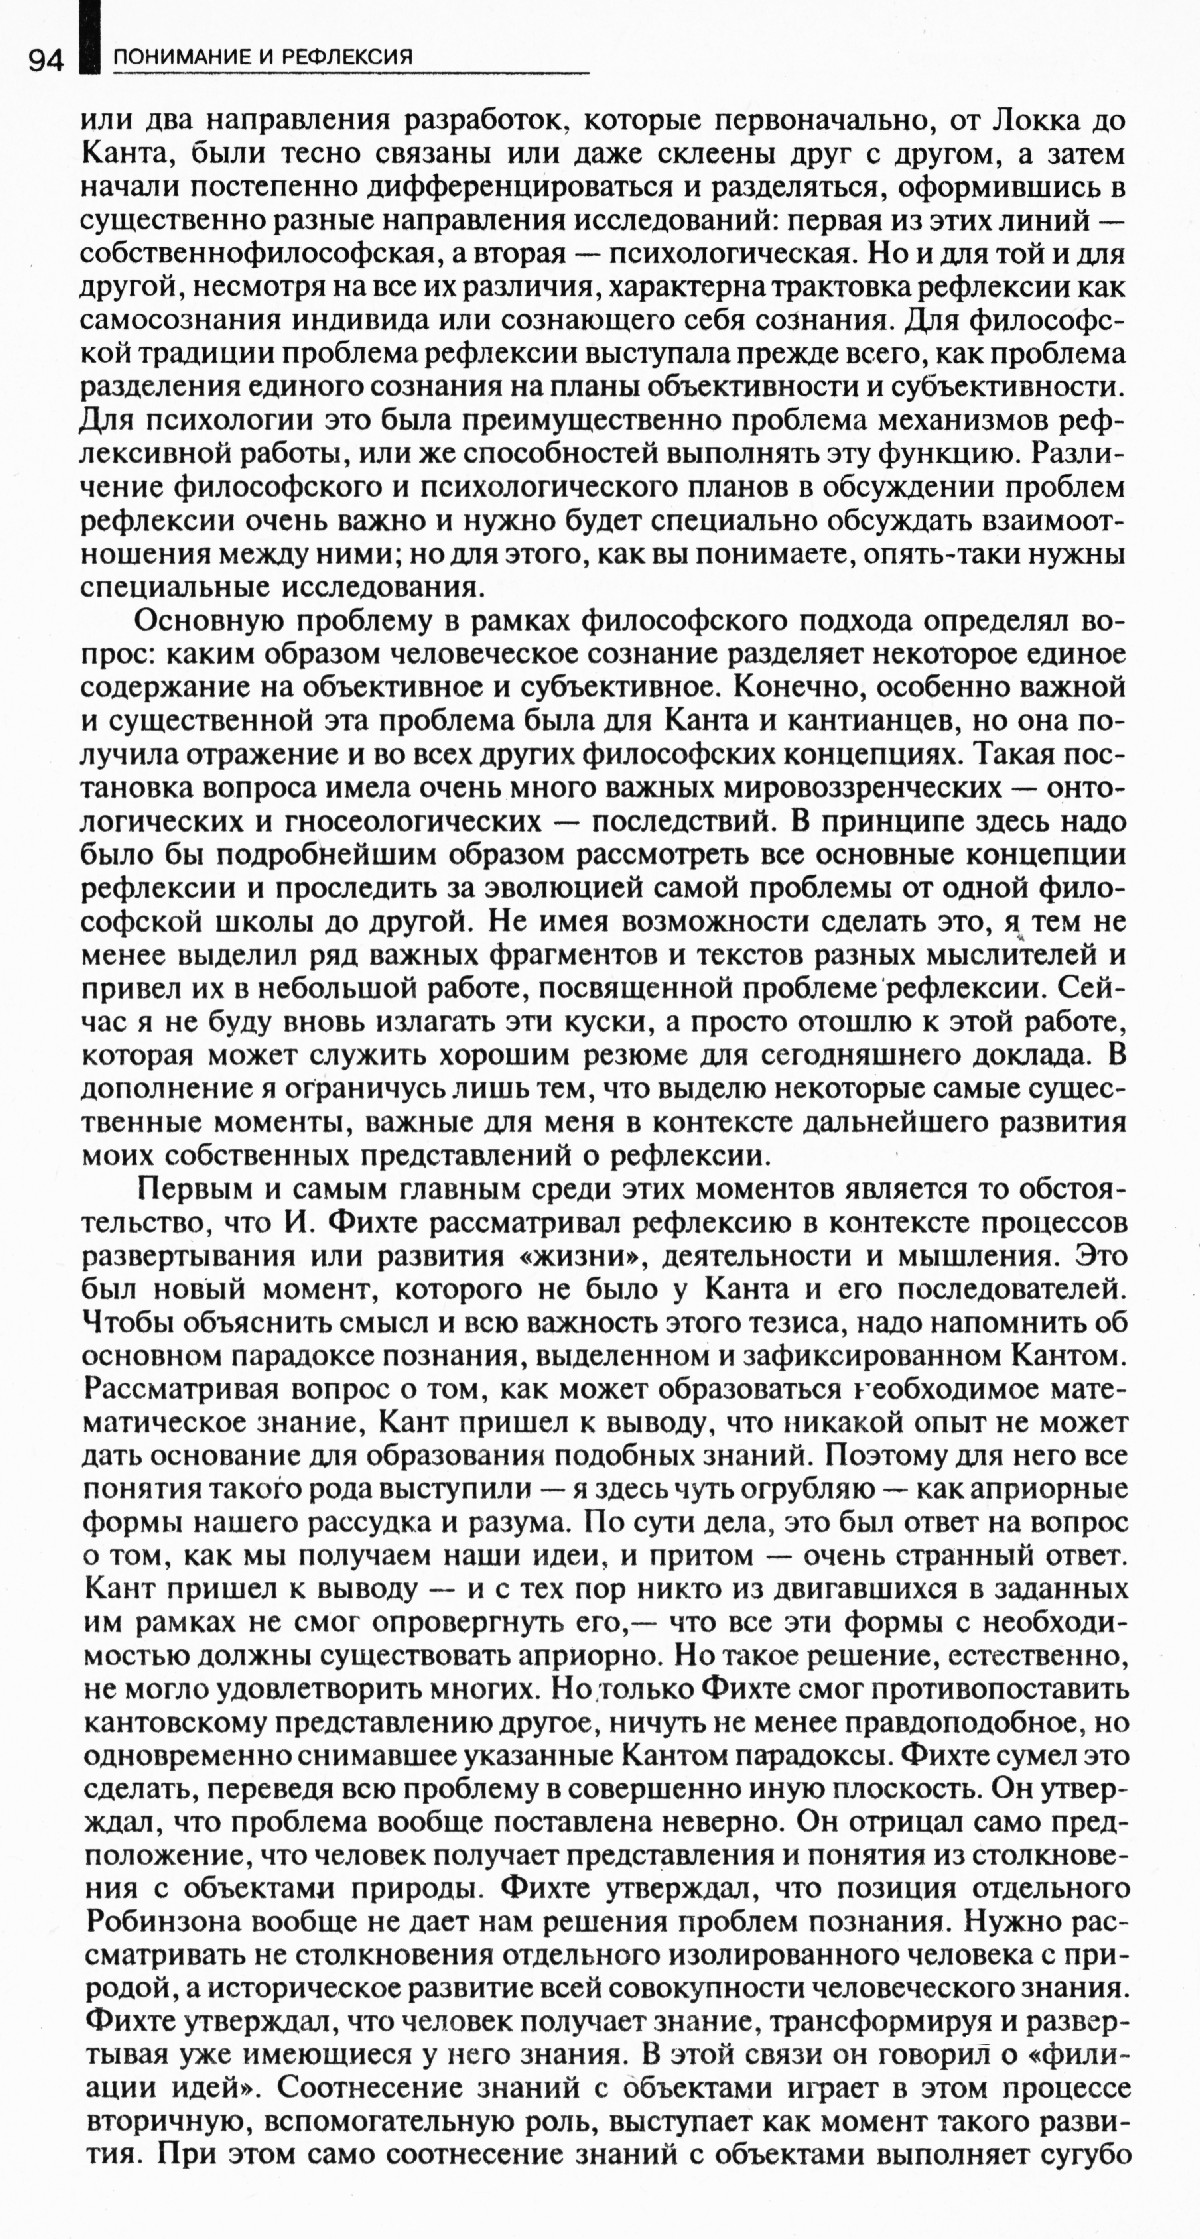 94
ПОНИМАНИЕ И РЕФЛЕКСИЯ
или два направления разработок, которые первоначально, от Локка до
Канта, были тесно связаны или даже склеены друг с другом, а затем
начали постепенно дифференцироваться и разделяться, оформившись в
существенно разные направления исследований: первая из этих линий —
собственнофилософская, а вторая — психологическая. Но и для той и для
другой, несмотря на все их различия, характерна трактовка рефлексии как
самосознания индивида или сознающего себя сознания. Для философс-
кой традиции проблема рефлексии выступала прежде всего, как проблема
разделения единого сознания на планы объективности и субъективности.
Для психологии это была преимущественно проблема механизмов реф-
лексивной работы, или же способностей выполнять эту функцию. Разли-
чение философского и психологического планов в обсуждении проблем
рефлексии очень важно и нужно будет специально обсуждать взаимоот-
ношения между ними; но для этого, как вы понимаете, опять-таки нужны
специальные исследования.
Основную проблему в рамках философского подхода определял во-
прос: каким образом человеческое сознание разделяет некоторое единое
содержание на объективное и субъективное. Конечно, особенно важной
и существенной эта проблема была для Канта и кантианцев, но она по-
лучила отражение и во всех других философских концепциях. Такая пос-
тановка вопроса имела очень много важных мировоззренческих — онто-
логических и гносеологических — последствий. В принципе здесь надо
было бы подробнейшим образом рассмотреть все основные концепции
рефлексии и проследить за эволюцией самой проблемы от одной фило-
софской школы до другой. Не имея возможности сделать это, я тем не
менее выделил ряд важных фрагментов и текстов разных мыслителей и
привел их в небольшой работе, посвященной проблеме рефлексии. Сей-
час я не буду вновь излагать эти куски, а просто отошлю к этой работе,
которая может служить хорошим резюме для сегодняшнего доклада. В
дополнение я ограничусь лишь тем, что выделю некоторые самые сущес-
твенные моменты, важные для меня в контексте дальнейшего развития
моих собственных представлений о рефлексии.
Первым и самым главным среди этих моментов является то обстоя-
тельство, что И. Фихте рассматривал рефлексию в контексте процессов
развертывания или развития «жизни», деятельности и мышления. Это
был новый момент, которого не было у Канта и его последователей.
Чтобы объяснить смысл и всю важность этого тезиса, надо напомнить об
основном парадоксе познания, выделенном и зафиксированном Кантом.
Рассматривая вопрос о том, как может образоваться необходимое мате-
матическое знание, Кант пришел к выводу, что никакой опыт не может
дать основание для образования подобных знаний. Поэтому для него все
понятия такого рода выступили — я здесь чуть огрубляю — как априорные
формы нашего рассудка и разума. По сути дела, это был ответ на вопрос
о том, как мы получаем наши идеи, и притом — очень странный ответ.
Кант пришел к выводу — и с тех пор никто из двигавшихся в заданных
им рамках не смог опровергнуть его,— что все эти формы с необходи-
мостью должны существовать априорно. Но такое решение, естественно,
не могло удовлетворить многих. Но только Фихте смог противопоставить
кантовскому представлению другое, ничуть не менее правдоподобное, но
одновременно снимавшее указанные Кантом парадоксы. Фихте сумел это
сделать, переведя всю проблему в совершенно иную плоскость. Он утвер-
ждал, что проблема вообще поставлена неверно. Он отрицал само пред-
положение, что человек получает представления и понятия из столкнове-
ния с объектами природы. Фихте утверждал, что позиция отдельного
Робинзона вообще не дает нам решения проблем познания. Нужно рас-
сматривать не столкновения отдельного изолированного человека с при-
родой, а историческое развитие всей совокупности человеческого знания.
Фихте утверждал, что человек получает знание, трансформируя и развер-
тывая уже имеющиеся у него знания. В этой связи он говорил о «фили-
ации идей». Соотнесение знаний с объектами играет в этом процессе
вторичную, вспомогательную роль, выступает как момент такого разви-
тия. При этом само соотнесение знаний с объектами выполняет сугубо